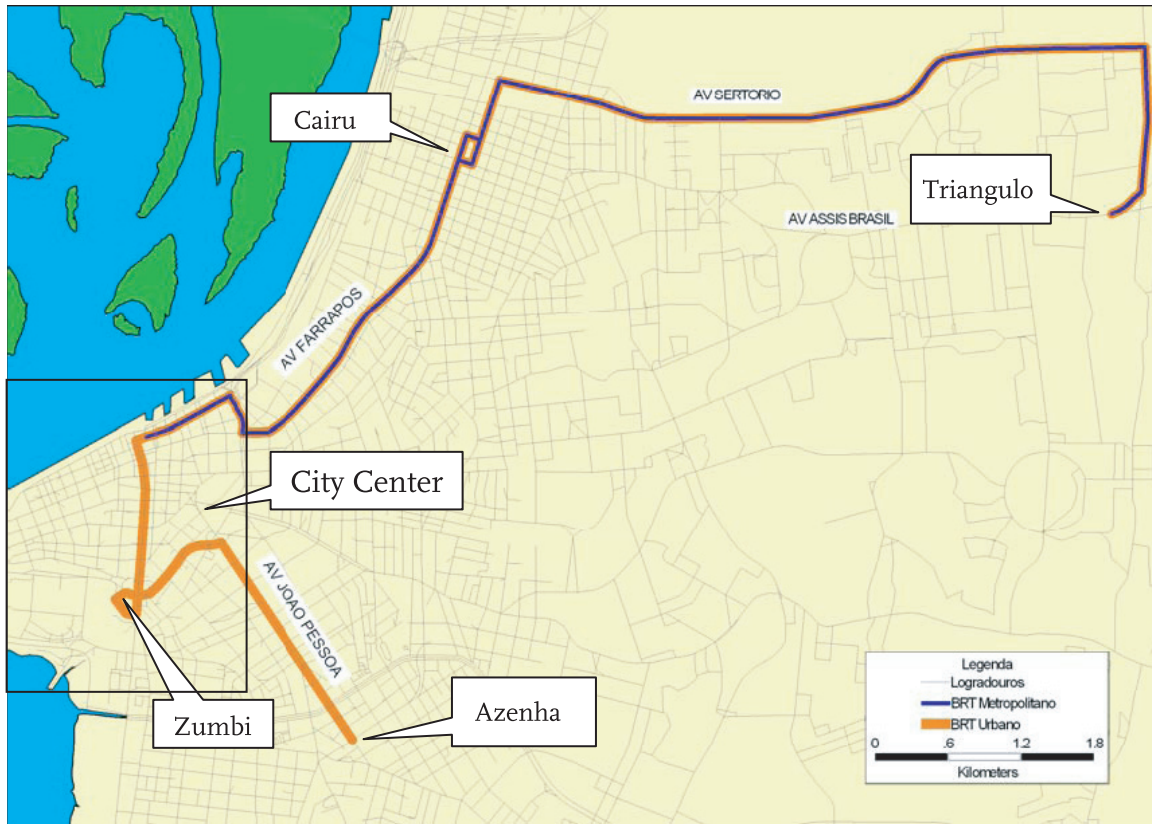 AV SERTORIO
Cairu
Triangulo
AV ASSIS BRASIL
AV FARRAPOS
City Center
AV JOAO PESSOA
Zumbi
Azenha
Legenda
Logradouros
BRT Metropolitano
BRT Urbano
0 .6 1.2 1.8
Kilometers